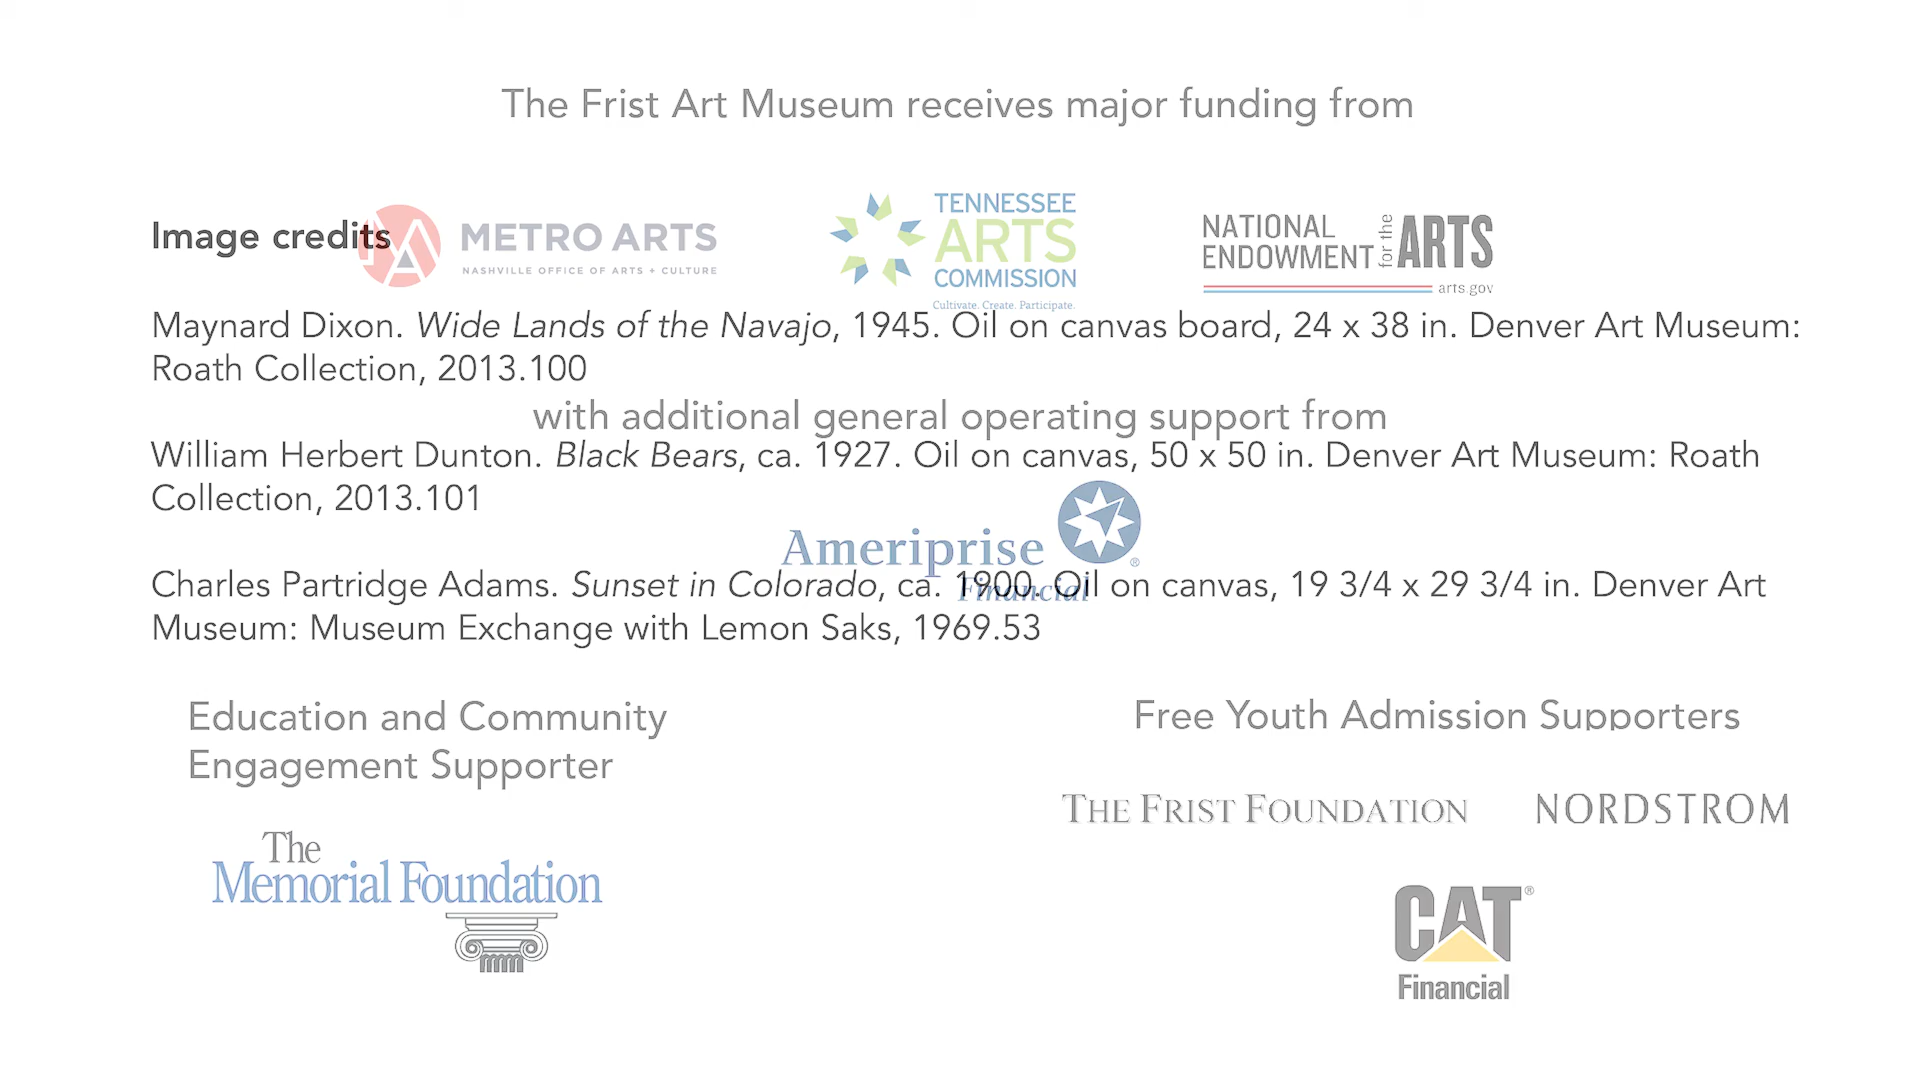 The Frist Art Museum receives major funding from
Image credits
METRO ARTS
NASHVILLE OFFICE OF ARTS + CULTURE
TENNESSEE
ARTS
COMMISSION
Cultivate. Create. Participate.
NATIONAL
ENDOWMENT
for the
ARTS
arts.gov
Maynard Dixon. Wide Lands of the Navajo, 1945. Oil on canvas board, 24 x 38 in. Denver Art Museum:
Roath Collection, 2013.100
with additional general operating support from
William Herbert Dunton. Black Bears, ca. 1927. Oil on canvas, 50 x 50 in. Denver Art Museum: Roath
Collection, 2013.101
Ameriprise
Financial
Charles Partridge Adams. Sunset in Colorado, ca. 1900. Oil on canvas, 19 3/4 x 29 3/4 in. Denver Art
Museum: Museum Exchange with Lemon Saks, 1969.53
Education and Community
Engagement Supporter
The
Memorial Foundation
Free Youth Admission Supporters
THE FRIST FOUNDATION
NORDSTROM
CAT
Financial